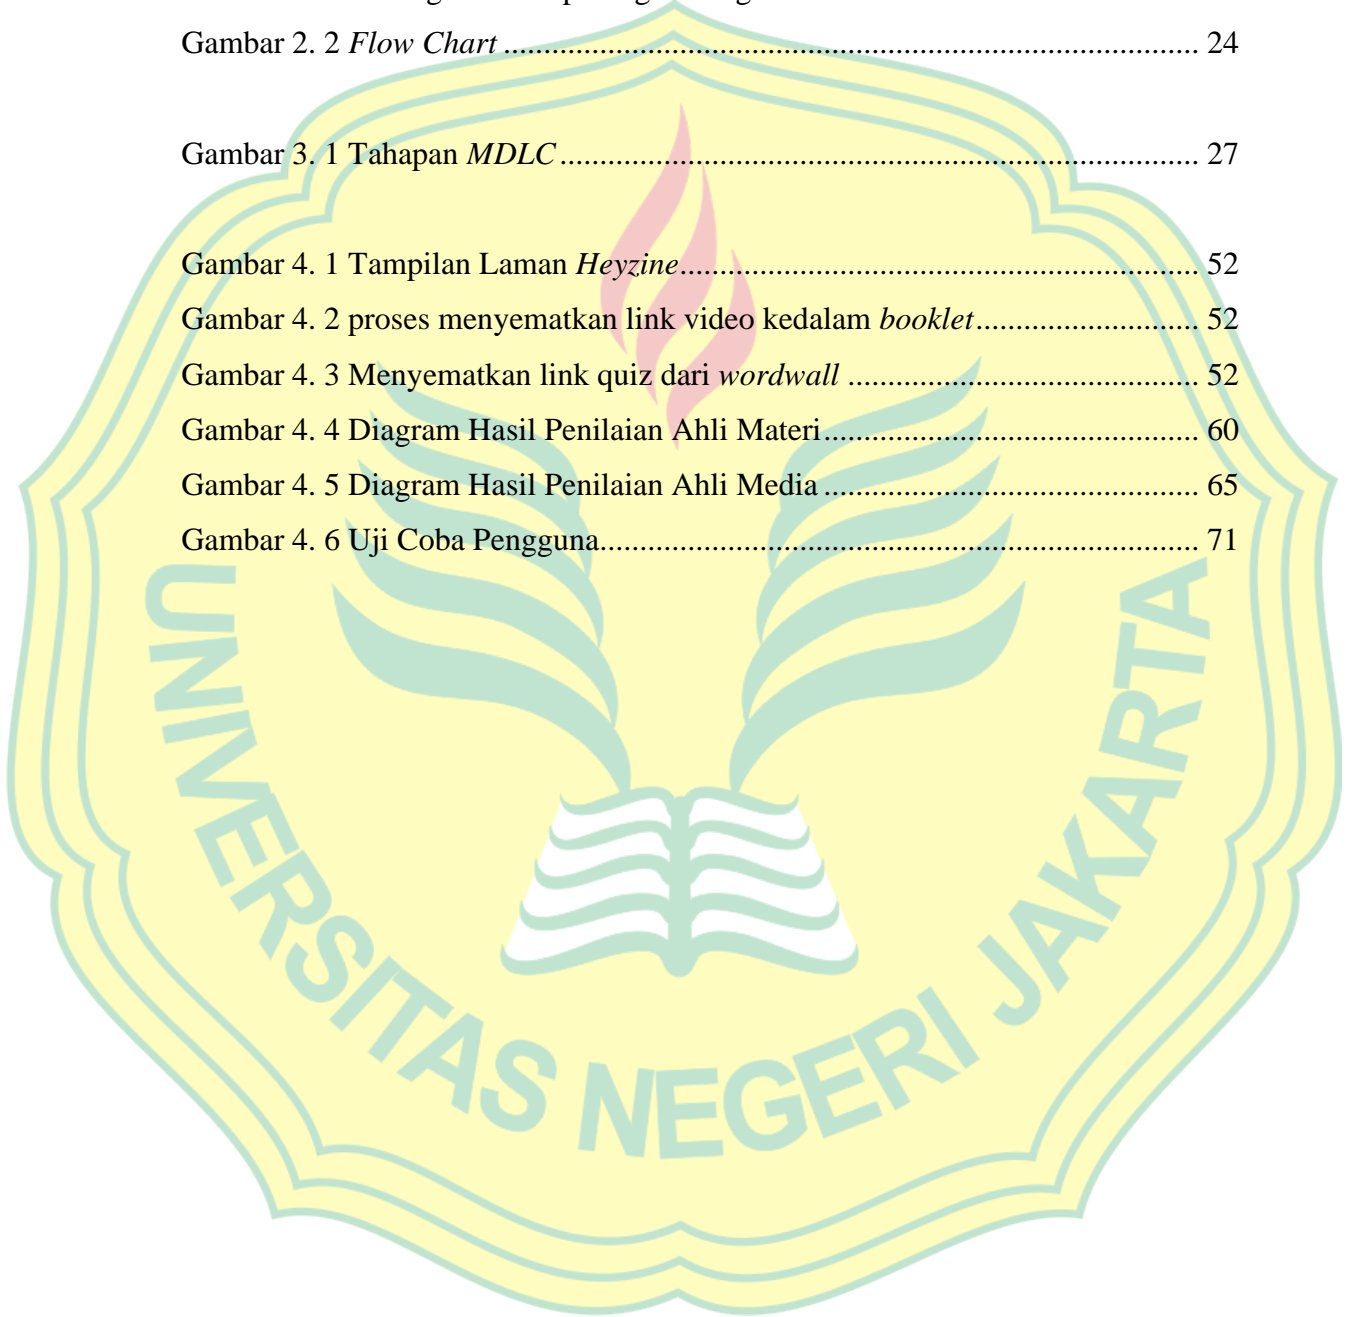 Gambar 2. 2 Flow Chart ........................................................................................ 24
Gambar 3. 1 Tahapan MDLC ................................................................................ 27
Gambar 4. 1 Tampilan Laman Heyzine................................................................. 52
Gambar 4. 2 proses menyematkan link video kedalam booklet............................ 52
Gambar 4. 3 Menyematkan link quiz dari wordwall ............................................ 52
Gambar 4. 4 Diagram Hasil Penilaian Ahli Materi............................................... 60
Gambar 4. 5 Diagram Hasil Penilaian Ahli Media ............................................... 65
Gambar 4. 6 Uji Coba Pengguna........................................................................... 71
UNIVERSITAS NEGERI JAKARTA